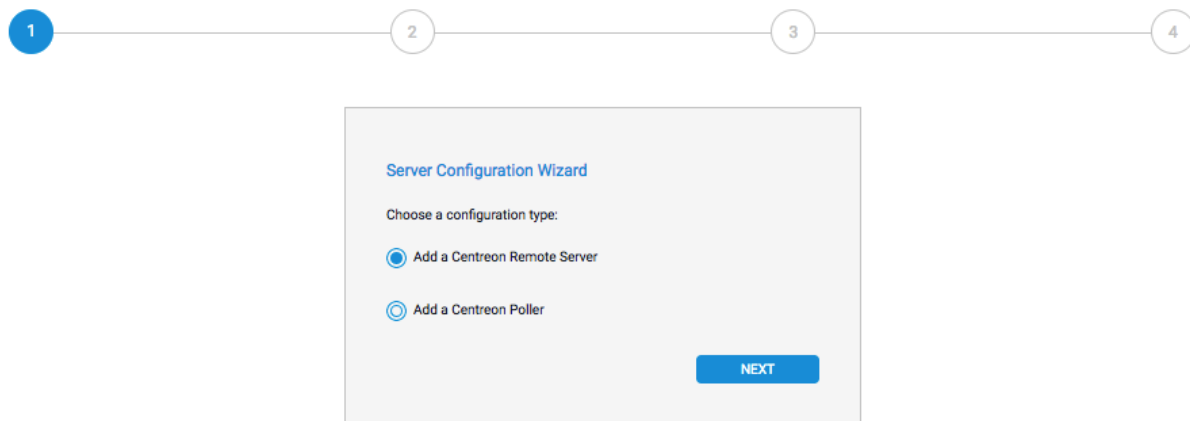 1 2 3 4
Server Configuration Wizard
Choose a configuration type:
Add a Centreon Remote Server
Add a Centreon Poller
NEXT